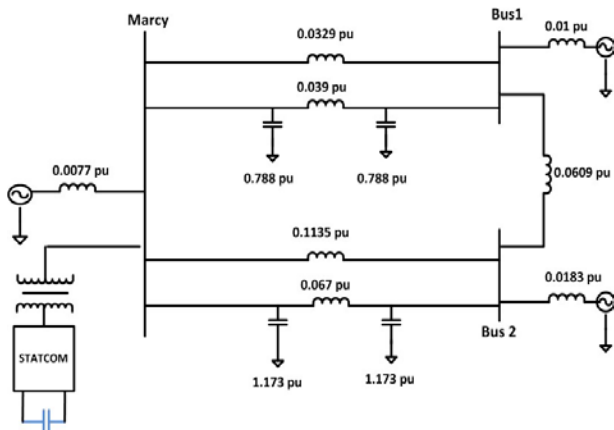 Marcy
Bus1
0.01 pu
0.0329 pu
0.039 pu
0.788 pu
0.788 pu
0.0077 pu
0.0609 pu
0.1135 pu
0.067 pu
0.0183 pu
Bus 2
STATCOM
1.173 pu
1.173 pu